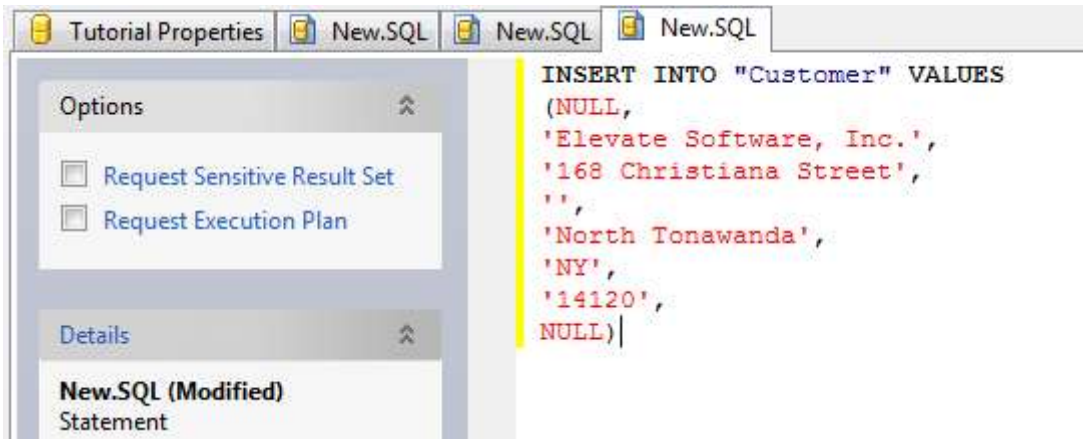 Tutorial Properties New.SQL New.SQL New.SQL
Options
Request Sensitive Result Set
Request Execution Plan
Details
New.SQL (Modified)
Statement
INSERT INTO "Customer" VALUES
(NULL,
'Elevate Software, Inc.',
'168 Christiana Street',
'',
'North Tonawanda',
'NY',
'14120',
NULL)